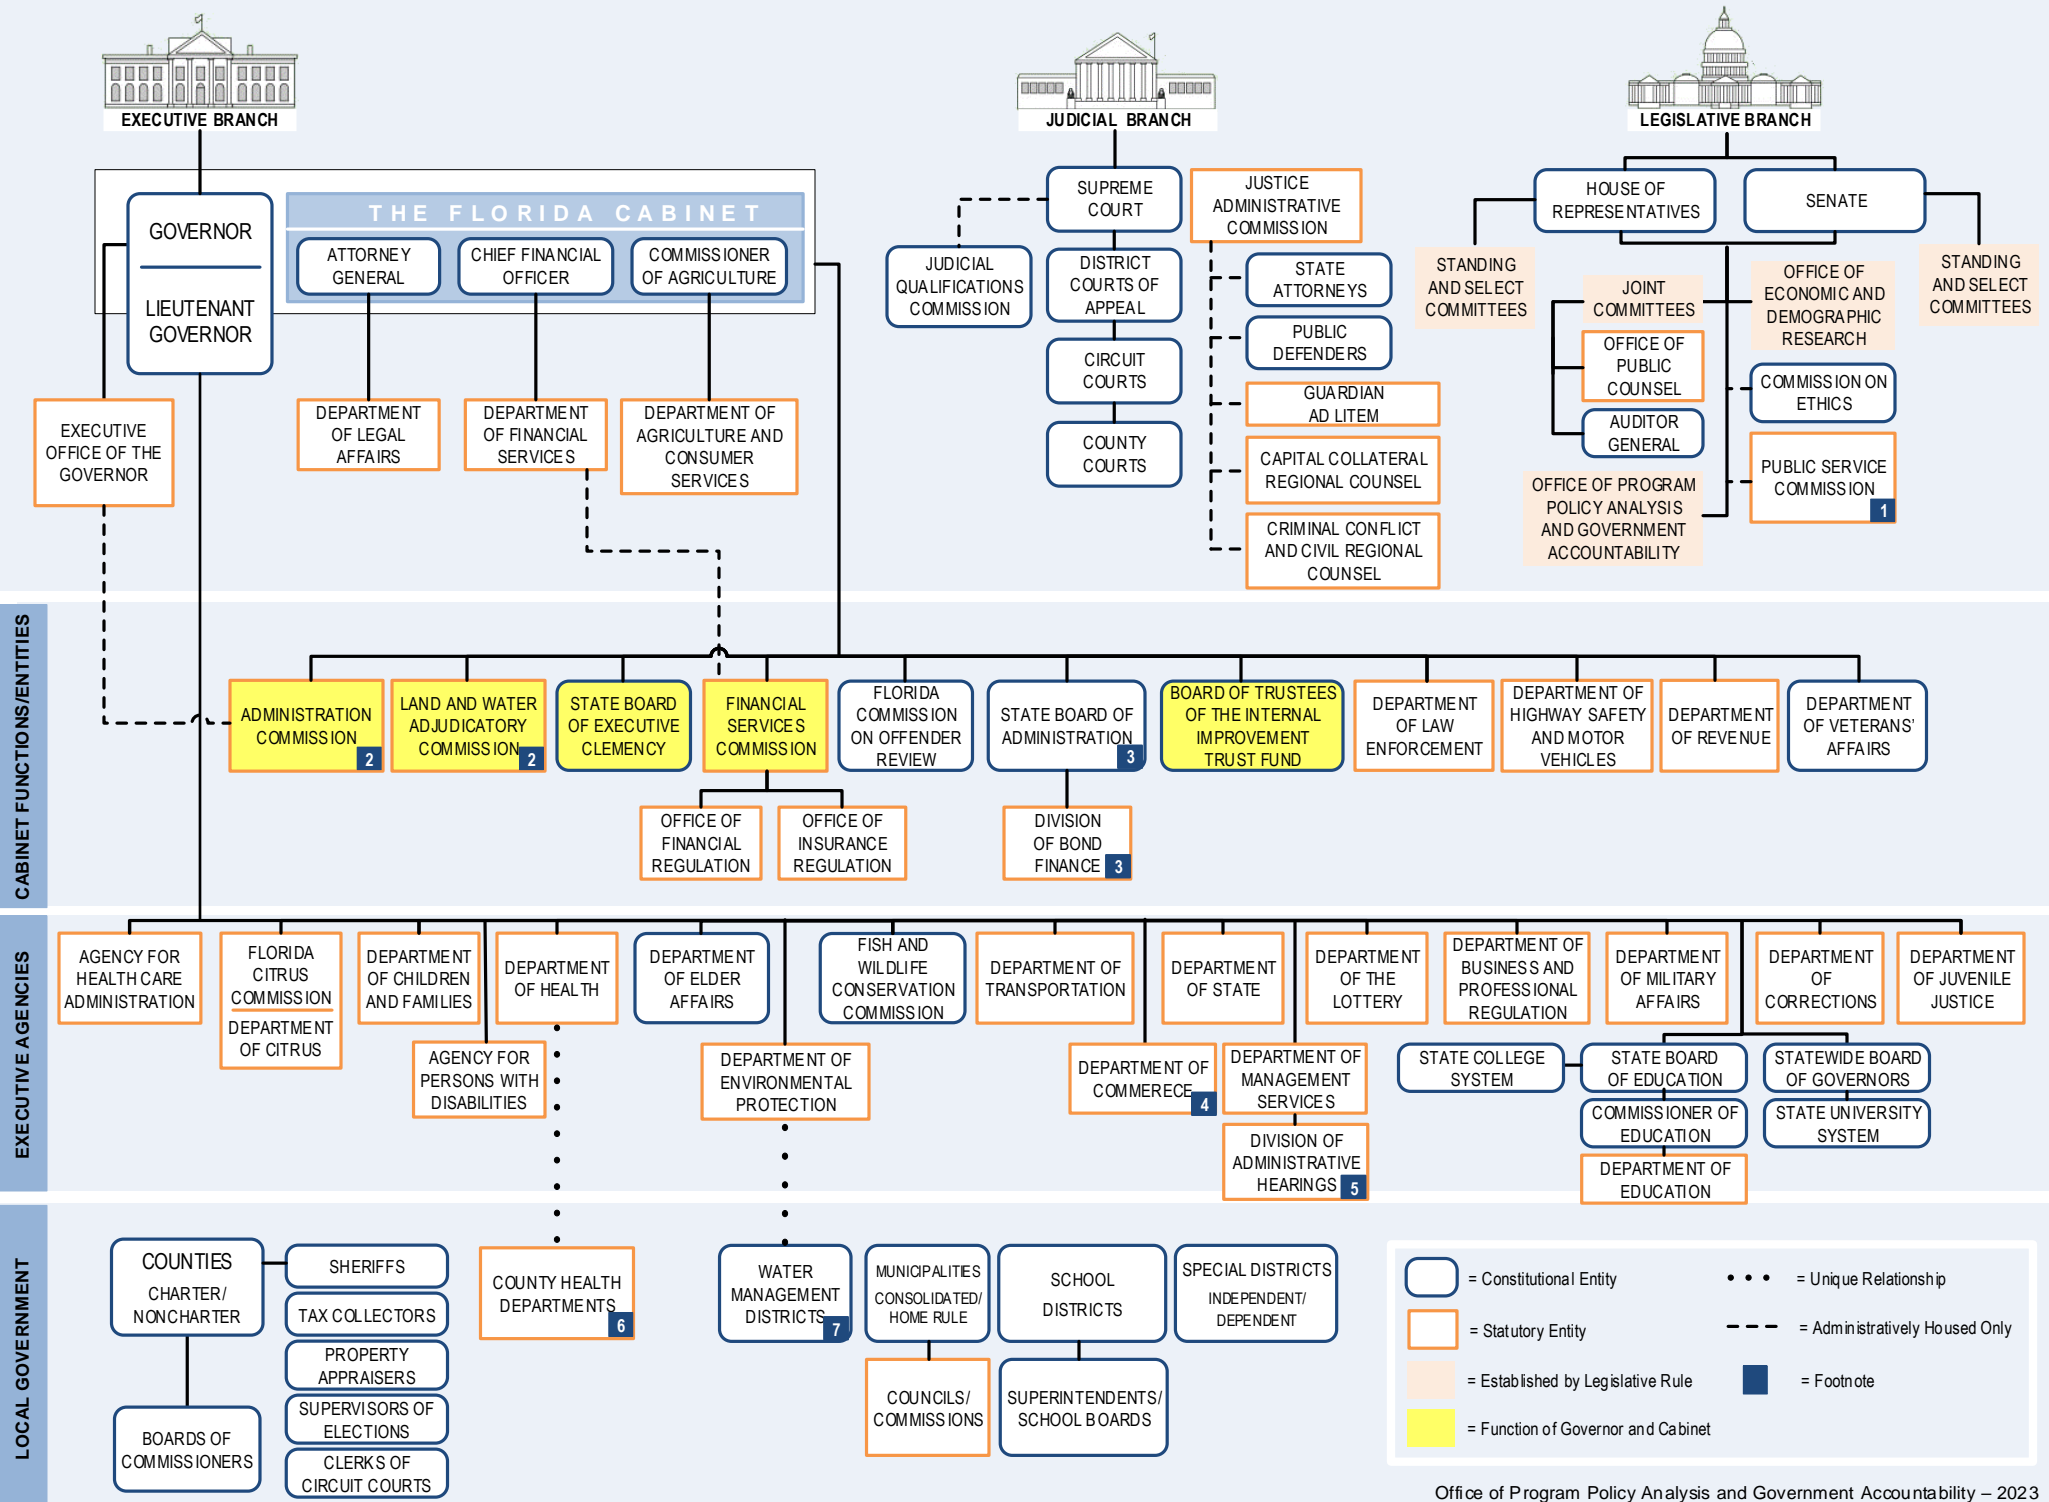 EXECUTIVE BRANCH
JUDICIAL BRANCH
LEGISLATIVE BRANCH
GOVERNOR
LIEUTENANT
GOVERNOR
THE FLORIDA CABINET
ATTORNEY
GENERAL
CHIEF FINANCIAL
OFFICER
COMMISSIONER
OF AGRICULTURE
EXECUTIVE
OFFICE OF THE
GOVERNOR
DEPARTMENT
OF LEGAL
AFFAIRS
DEPARTMENT
OF FINANCIAL
SERVICES
DEPARTMENT OF
AGRICULTURE AND
CONSUMER
SERVICES
SUPREME
COURT
JUDICIAL
QUALIFICATIONS
COMMISSION
DISTRICT
COURTS OF
APPEAL
CIRCUIT
COURTS
COUNTY
COURTS
JUSTICE
ADMINISTRATIVE
COMMISSION
STATE
ATTORNEYS
PUBLIC
DEFENDERS
GUARDIAN
AD LITEM
CAPITAL COLLATERAL
REGIONAL COUNSEL
CRIMINAL CONFLICT
AND CIVIL REGIONAL
COUNSEL
HOUSE OF
REPRESENTATIVES
SENATE
STANDING
AND SELECT
COMMITTEES
JOINT
COMMITTEES
OFFICE OF
PUBLIC
COUNSEL
AUDITOR
GENERAL
OFFICE OF PROGRAM
POLICY ANALYSIS
AND GOVERNMENT
ACCOUNTABILITY
OFFICE OF
ECONOMIC AND
DEMOGRAPHIC
RESEARCH
COMMISSION ON
ETHICS
PUBLIC SERVICE
COMMISSION
1
STANDING
AND SELECT
COMMITTEES
CABINET FUNCTIONS/ENTITIES
ADMINISTRATION
COMMISSION
2
LAND AND WATER
ADJUDICATORY
COMMISSION
2
STATE BOARD
OF EXECUTIVE
CLEMENCY
FINANCIAL
SERVICES
COMMISSION
FLORIDA
COMMISSION
ON OFFENDER
REVIEW
STATE BOARD OF
ADMINISTRATION
3
BOARD OF TRUSTEES
OF THE INTERNAL
IMPROVEMENT
TRUST FUND
DEPARTMENT
OF LAW
ENFORCEMENT
DEPARTMENT OF
HIGHWAY SAFETY
AND MOTOR
VEHICLES
DEPARTMENT
OF REVENUE
DEPARTMENT
OF VETERANS'
AFFAIRS
OFFICE OF
FINANCIAL
REGULATION
OFFICE OF
INSURANCE
REGULATION
DIVISION
OF BOND
FINANCE
3
EXECUTIVE AGENCIES
AGENCY FOR
HEALTH CARE
ADMINISTRATION
FLORIDA
CITRUS
COMMISSION
DEPARTMENT
OF CITRUS
DEPARTMENT
OF CHILDREN
AND FAMILIES
AGENCY FOR
PERSONS WITH
DISABILITIES
DEPARTMENT
OF HEALTH
DEPARTMENT
OF ELDER
AFFAIRS
DEPARTMENT OF
ENVIRONMENTAL
PROTECTION
FISH AND
WILDLIFE
CONSERVATION
COMMISSION
DEPARTMENT OF
TRANSPORTATION
DEPARTMENT OF
COMMERECE
4
DEPARTMENT
OF STATE
DEPARTMENT OF
MANAGEMENT
SERVICES
DIVISION OF
ADMINISTRATIVE
HEARINGS
5
DEPARTMENT
OF THE
LOTTERY
DEPARTMENT OF
BUSINESS AND
PROFESSIONAL
REGULATION
DEPARTMENT
OF MILITARY
AFFAIRS
DEPARTMENT
OF
CORRECTIONS
DEPARTMENT
OF JUVENILE
JUSTICE
STATE COLLEGE
SYSTEM
STATE BOARD
OF EDUCATION
COMMISSIONER OF
EDUCATION
DEPARTMENT OF
EDUCATION
STATEWIDE BOARD
OF GOVERNORS
STATE UNIVERSITY
SYSTEM
LOCAL GOVERNMENT
COUNTIES
CHARTER/
NONCHARTER
BOARDS OF
COMMISSIONERS
SHERIFFS
TAX COLLECTORS
PROPERTY
APPRAISERS
SUPERVISORS OF
ELECTIONS
CLERKS OF
CIRCUIT COURTS
COUNTY HEALTH
DEPARTMENTS
6
WATER
MANAGEMENT
DISTRICTS
7
MUNICIPALITIES
CONSOLIDATED/
HOME RULE
COUNCILS/
COMMISSIONS
SCHOOL
DISTRICTS
SUPERINTENDENTS/
SCHOOL BOARDS
SPECIAL DISTRICTS
INDEPENDENT/
DEPENDENT
= Constitutional Entity
= Statutory Entity
= Established by Legislative Rule
= Function of Governor and Cabinet
= Unique Relationship
= Administratively Housed Only
= Footnote
Office of Program Policy Analysis and Government Accountability – 2023